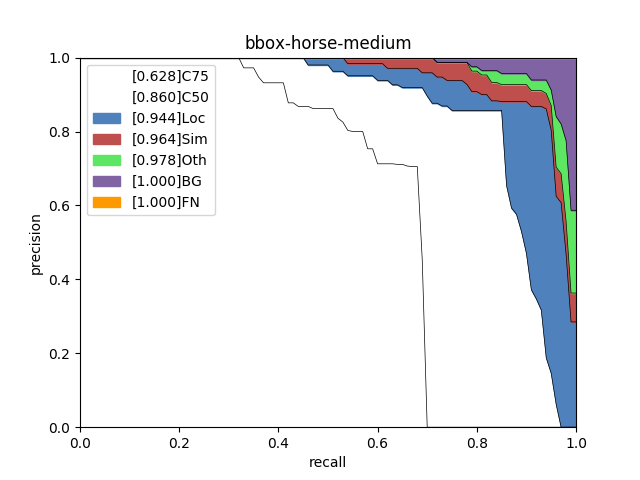 bbox-horse-medium
1.0
0.8
0.6
0.4
0.2
0.0
precision
[0.628]C75
[0.860]C50
[0.944]Loc
[0.964]Sim
[0.978]Oth
[1.000]BG
[1.000]FN
0.0 0.2 0.4 0.6 0.8 1.0
recall